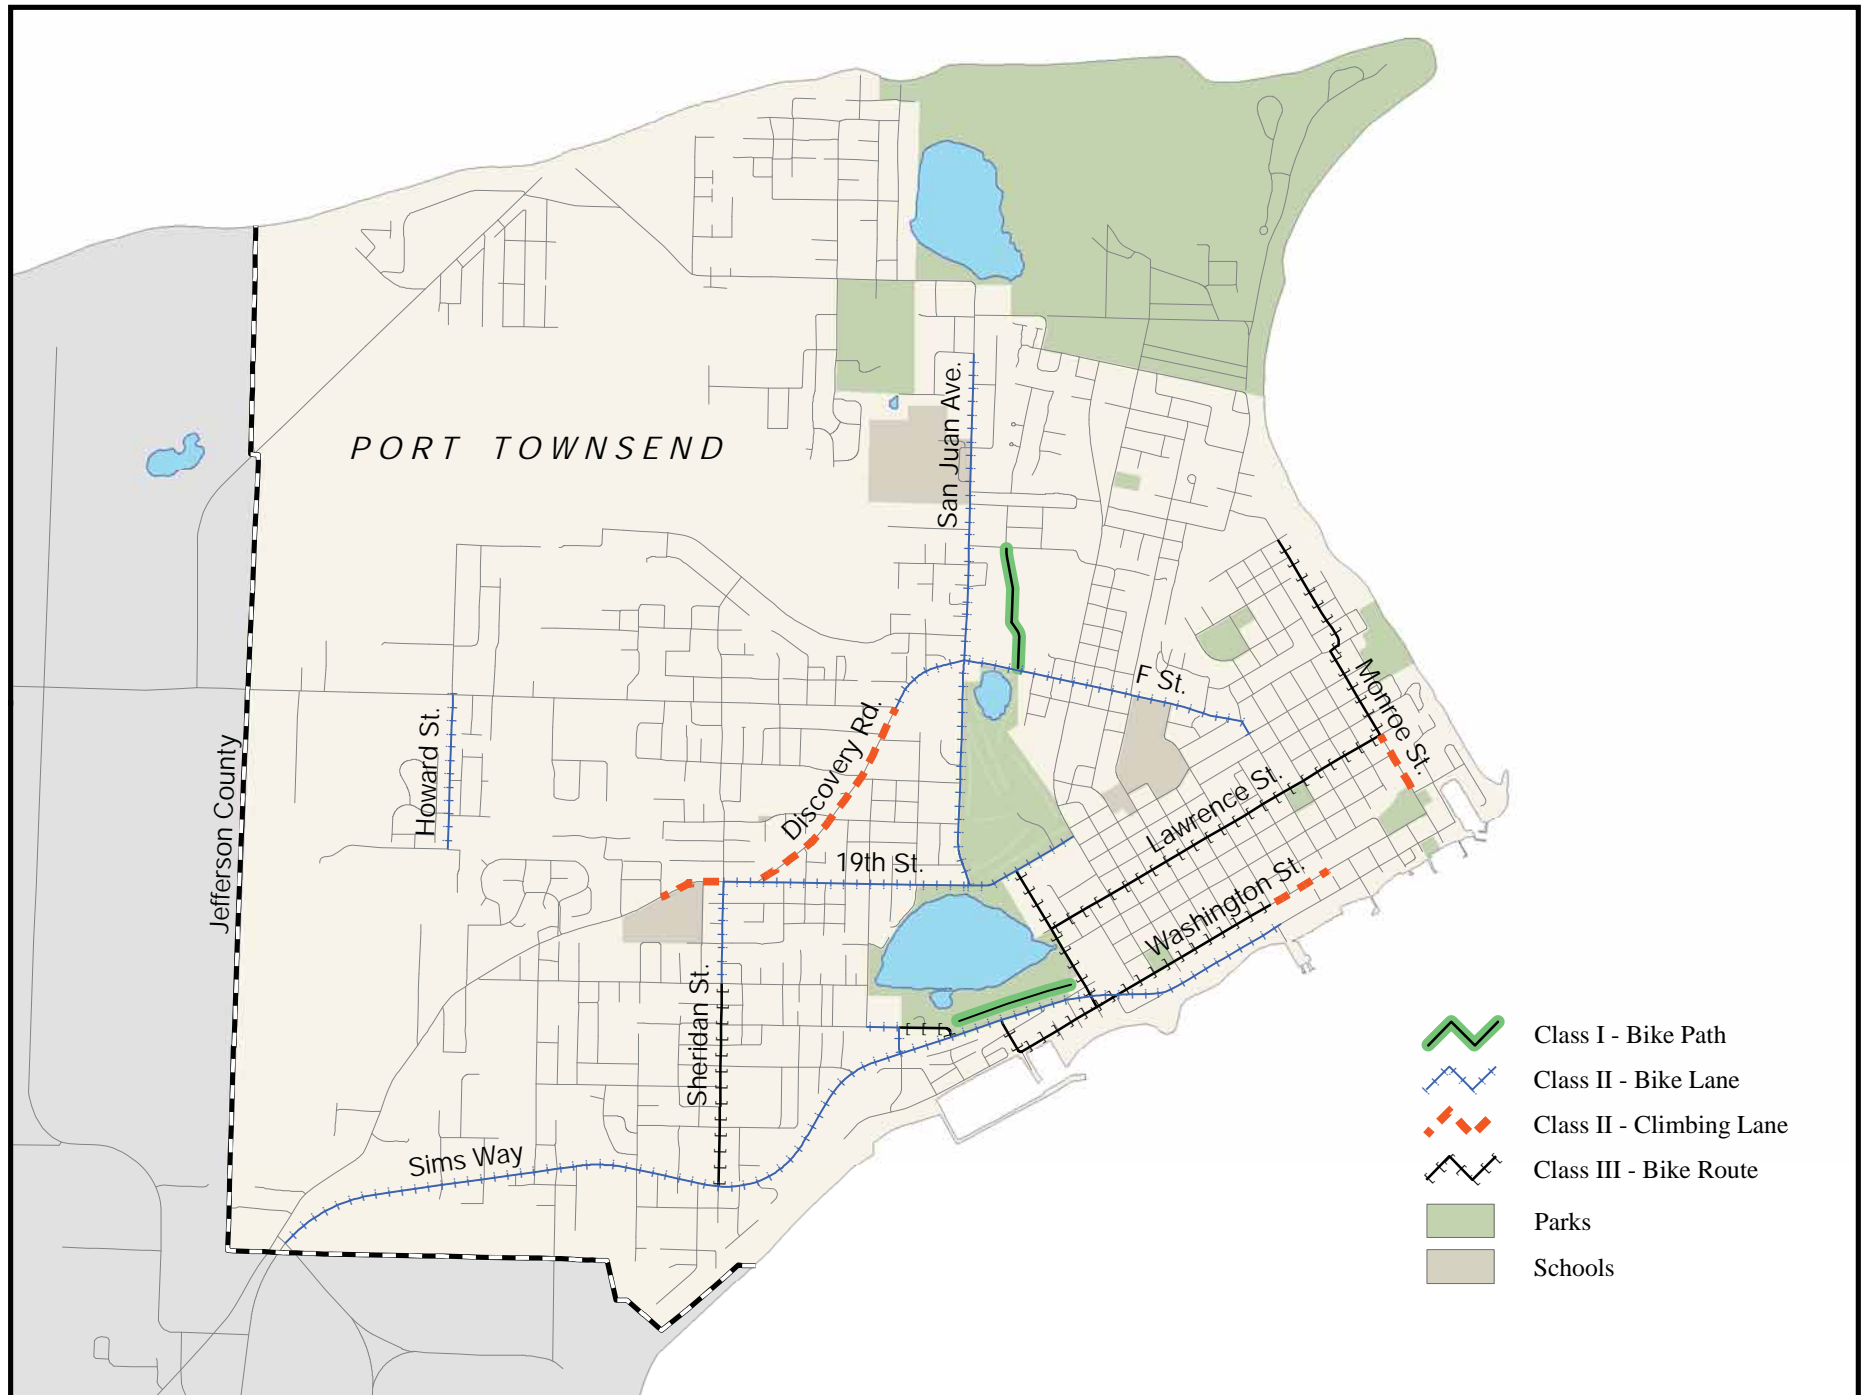 PORT TOWNSEND
San Juan Ave.
F St.
Monroe St.
Howard St.
Discovery Rd.
Lawrence St.
Jefferson County
19th St.
Washington St.
Sheridan St.
Sims Way
Class I - Bike Path
Class II - Bike Lane
Class II - Climbing Lane
Class III - Bike Route
Parks
Schools